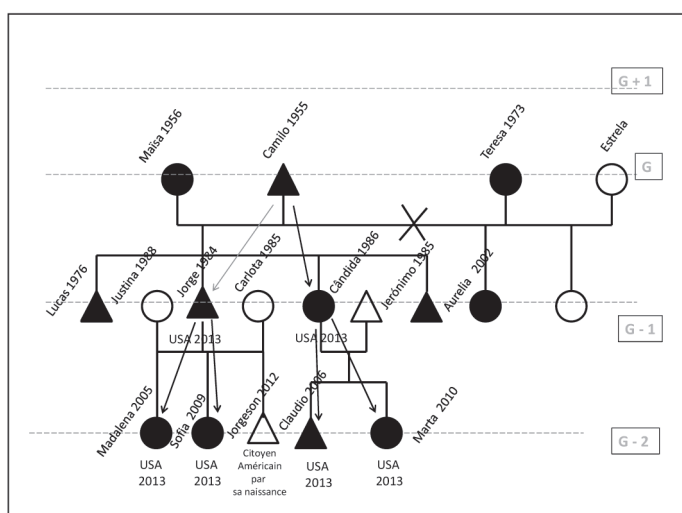 G + 1
Maïsa 1956
Camilo 1955
Teresa 1973
Estrela
G
Lucas 1976
Justina 1988
Jorge 1984
Carlota 1985
Cândida 1986
Jerónimo 1985
Aurelia 2002
G - 1
USA 2013
USA 2013
Madalena 2005
Sofia 2009
Jorgeson 2012
Claudio 2006
Marta 2010
G - 2
USA
2013
USA
2013
Citoyen
Américain
par
sa naissance
USA
2013
USA
2013